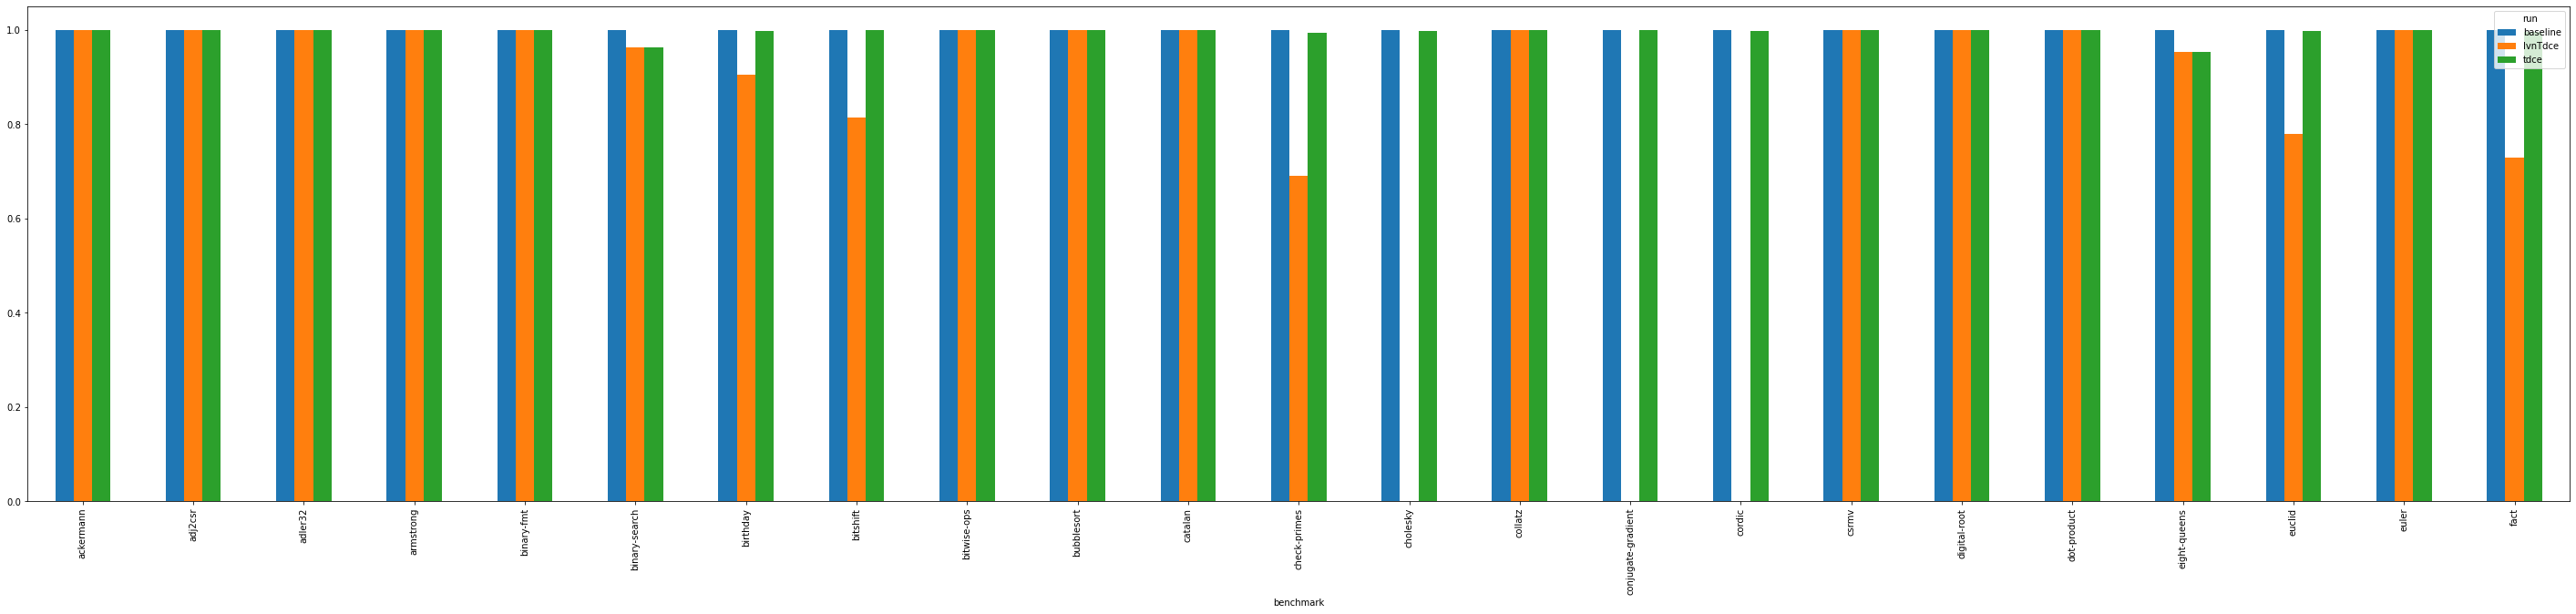 1.0
0.8
0.6
0.4
0.2
0.0
run
baseline
lvnTdce
tdce
ackermann
adj2csr
adler32
armstrong
binary-fmt
binary-search
birthday
bitshift
bitwise-ops
bubblesort
catalan
check-primes
cholesky
collatz
conjugate-gradient
cordic
csrmv
digital-root
dot-product
eight-queens
euclid
euler
fact
benchmark